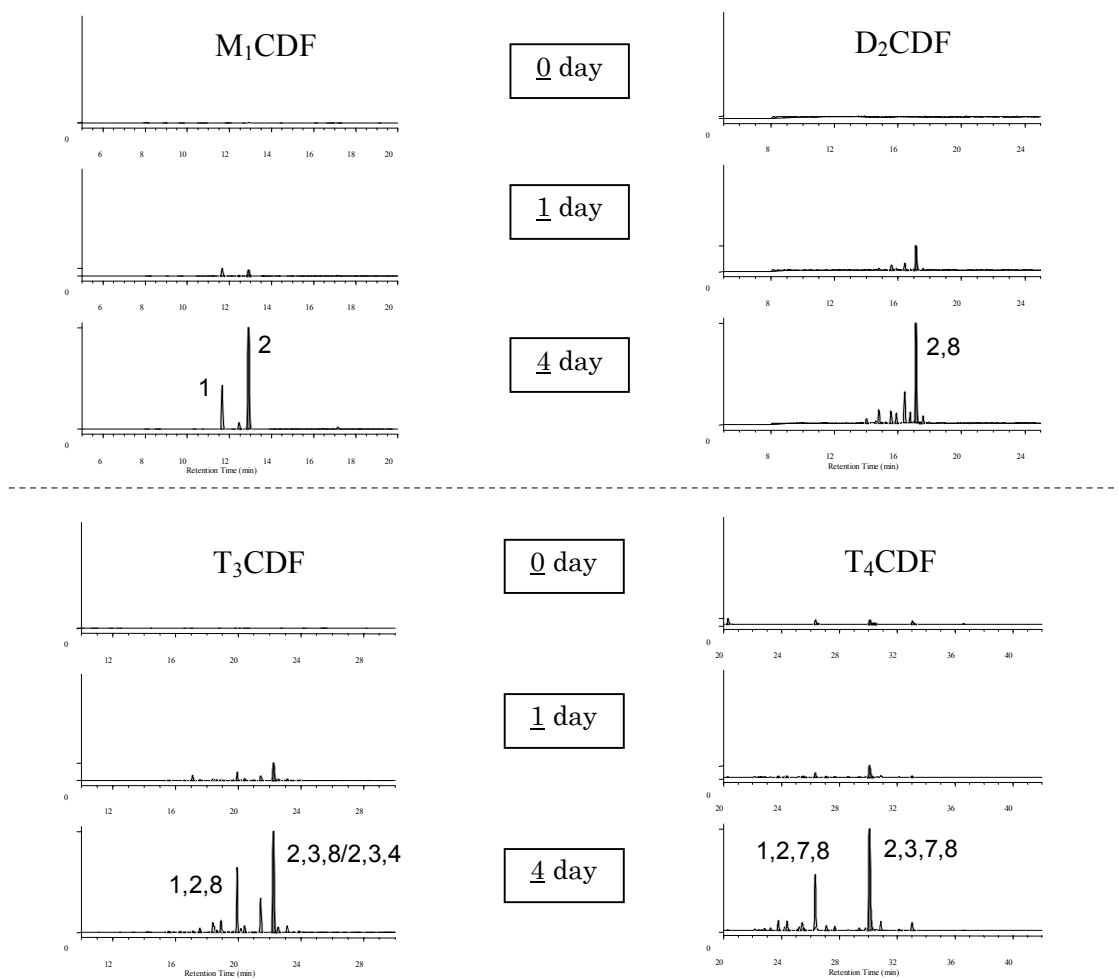 M₁CDF
0 day
D₂CDF
0
6 8 10 12 14 16 18 20
0
8 12 16 20 24
1 day
0
6 8 10 12 14 16 18 20
0
8 12 16 20 24
4 day
1
2
2,8
0
6 8 10 12 14 16 18 20
Retention Time (min)
0
8 12 16 20 24
Retention Time (min)
T₃CDF
0 day
T₄CDF
0
12 16 20 24 28
0
20 24 28 32 36 40
1 day
0
12 16 20 24 28
0
20 24 28 32 36 40
4 day
1,2,8
2,3,8/2,3,4
1,2,7,8
2,3,7,8
0
12 16 20 24 28
Retention Time (min)
0
20 24 28 32 36 40
Retention Time (min)